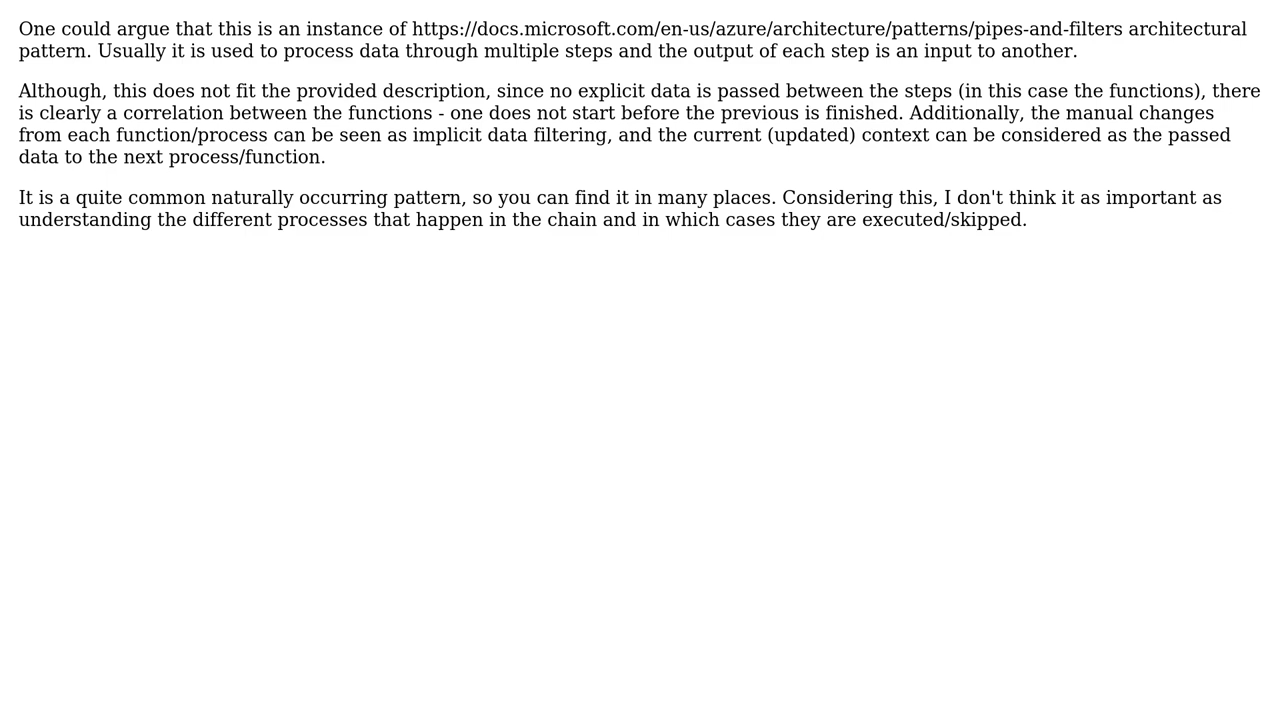 One could argue that this is an instance of https://docs.microsoft.com/en-us/azure/architecture/patterns/pipes-and-filters architectural
pattern. Usually it is used to process data through multiple steps and the output of each step is an input to another.
Although, this does not fit the provided description, since no explicit data is passed between the steps (in this case the functions), there
is clearly a correlation between the functions - one does not start before the previous is finished. Additionally, the manual changes
from each function/process can be seen as implicit data filtering, and the current (updated) context can be considered as the passed
data to the next process/function.
It is a quite common naturally occurring pattern, so you can find it in many places. Considering this, I don't think it as important as
understanding the different processes that happen in the chain and in which cases they are executed/skipped.